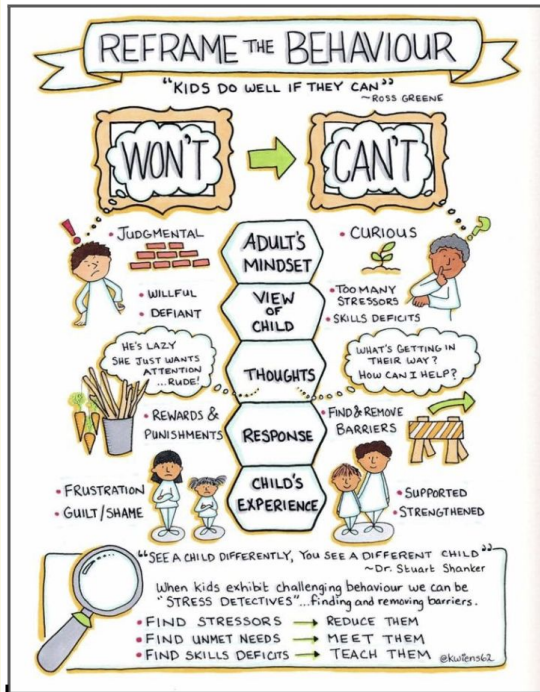 REFRAME THE BEHAVIOUR
"KIDS DO WELL IF THEY CAN"
~ROSS GREENE
WON'T
CAN'T
ADULT'S
MINDSET
• JUDGMENTAL
• CURIOUS
VIEW
OF
CHILD
• WILLFUL
• DEFIANT
• TOO MANY
STRESSORS
• SKILLS DEFICITS
THOUGHTS
HE'S LAZY
SHE JUST WANTS
ATTENTION
...RUDE!
WHAT'S GETTING IN
THEIR WAY?
HOW CAN I HELP?
RESPONSE
• REWARDS &
PUNISHMENTS
• FIND & REMOVE
BARRIERS
CHILD'S
EXPERIENCE
• FRUSTRATION
• GUILT/SHAME
• SUPPORTED
• STRENGTHENED
"SEE A CHILD DIFFERENTLY, YOU SEE A DIFFERENT CHILD"
~Dr. Stuart Shanker
When kids exhibit challenging behaviour we can be
"STRESS DETECTIVES"...finding and removing barriers.
• FIND STRESSORS → REDUCE THEM
• FIND UNMET NEEDS → MEET THEM
• FIND SKILLS DEFICITS → TEACH THEM
@kwiens62